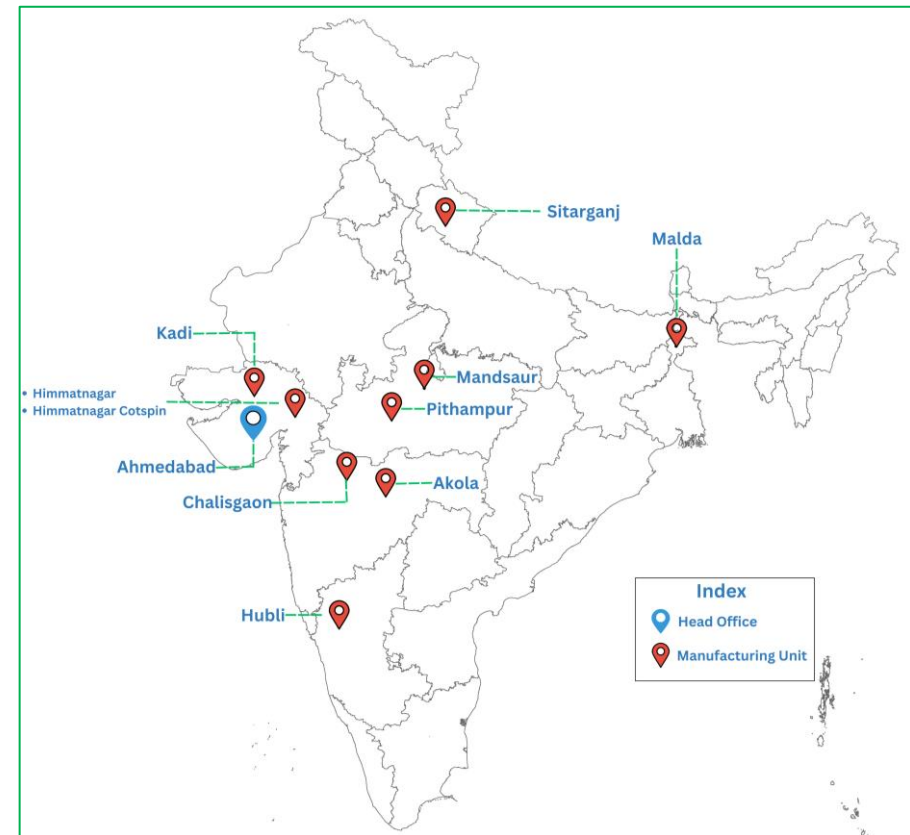 Sitarganj
Malda
Kadi
Mandsaur
• Himmatnagar
• Himmatnagar Cotspin
Pithampur
Ahmedabad
Chalisgaon
Akola
Hubli
Index
Head Office
Manufacturing Unit